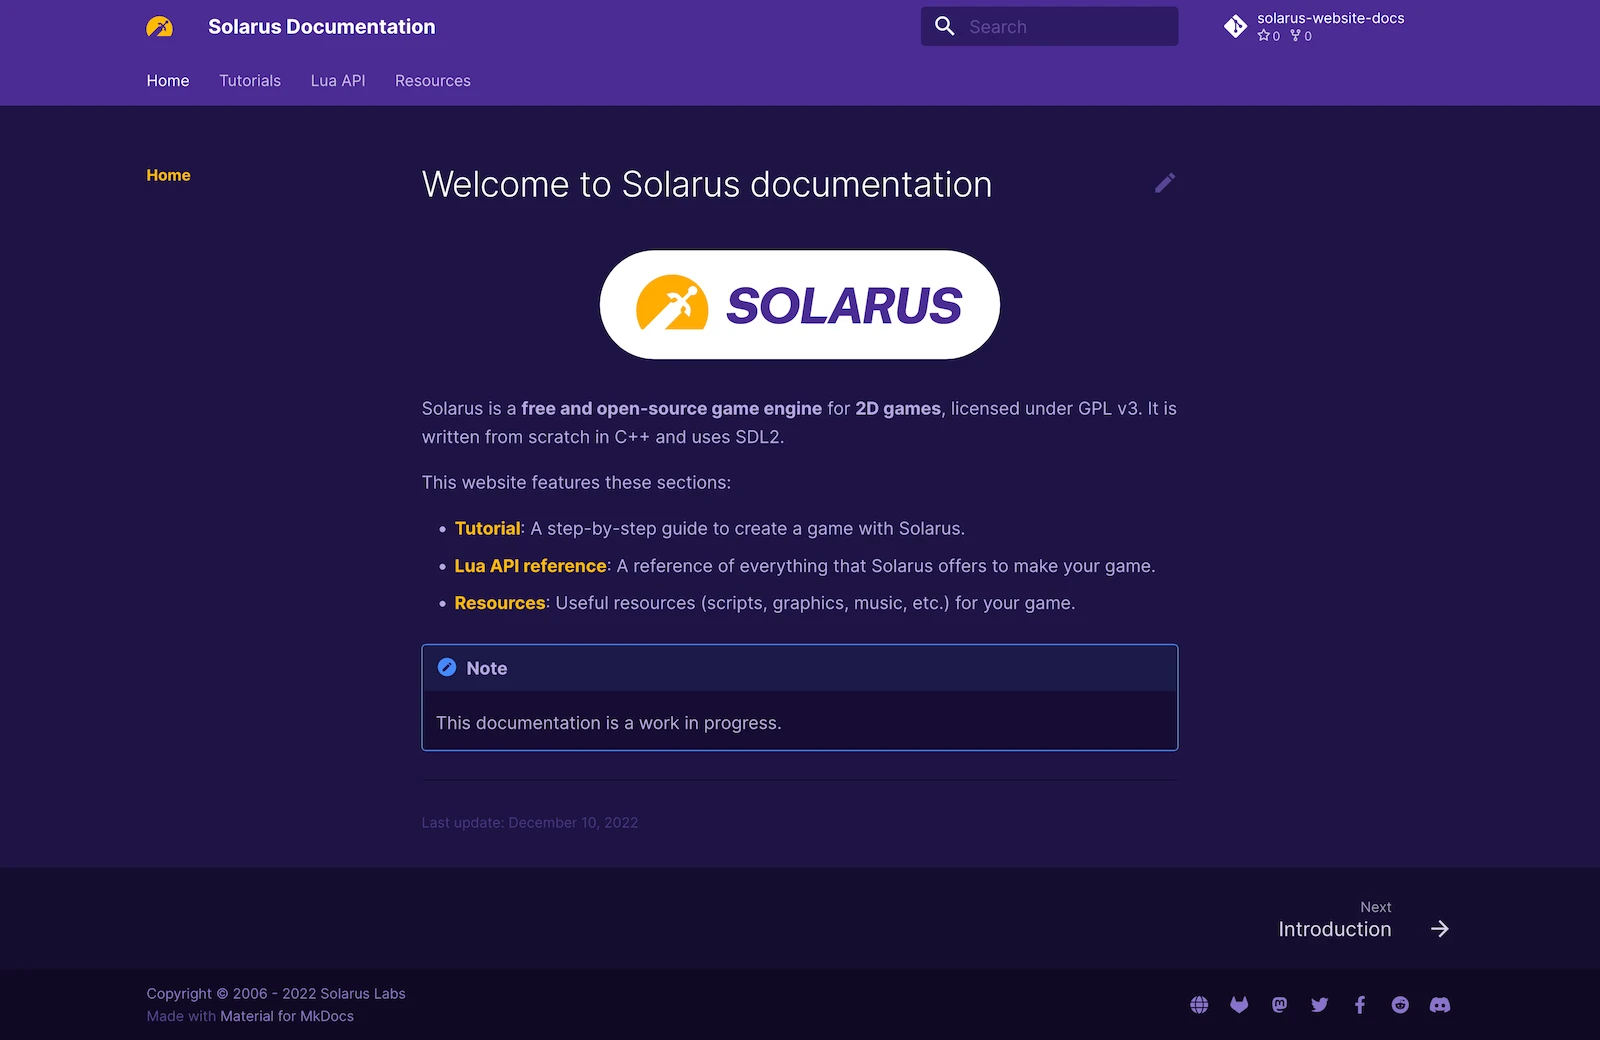 Solarus Documentation
Search
solarus-website-docs
0 0
Home Tutorials Lua API Resources
Home
Welcome to Solarus documentation
SOLARUS
Solarus is a free and open-source game engine for 2D games, licensed under GPL v3. It is
written from scratch in C++ and uses SDL2.
This website features these sections:
• Tutorial: A step-by-step guide to create a game with Solarus.
• Lua API reference: A reference of everything that Solarus offers to make your game.
• Resources: Useful resources (scripts, graphics, music, etc.) for your game.
Note
This documentation is a work in progress.
Last update: December 10, 2022
Next
Introduction
Copyright © 2006 - 2022 Solarus Labs
Made with Material for MkDocs